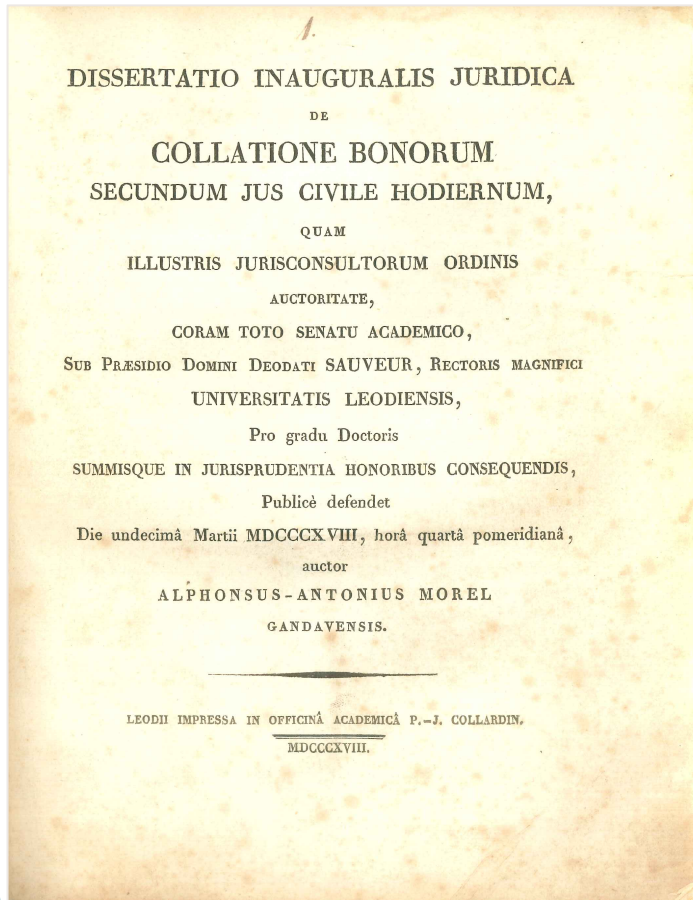 1.
DISSERTATIO INAUGURALIS JURIDICA
DE
COLLATIONE BONORUM
SECUNDUM JUS CIVILE HODIERNUM,
QUAM
ILLUSTRIS JURISCONSULTORUM ORDINIS
AUCTORITATE,
CORAM TOTO SENATU ACADEMICO,
SUB PRÆSIDIO DOMINI DEODATI SAUVEUR, RECTORIS MAGNIFICI
UNIVERSITATIS LEODIENSIS,
Pro gradu Doctoris
SUMMISQUE IN JURISPRUDENTIA HONORIBUS CONSEQUENDIS,
Publicè defendet
Die undecimâ Martii MDCCCXVIII, horâ quartâ pomeridianâ,
auctor
ALPHONSUS-ANTONIUS MOREL
GANDAVENSIS.
LEODII IMPRESSA IN OFFICINÂ ACADEMICÂ P.-J. COLLARDIN.
MDCCCXVIII.